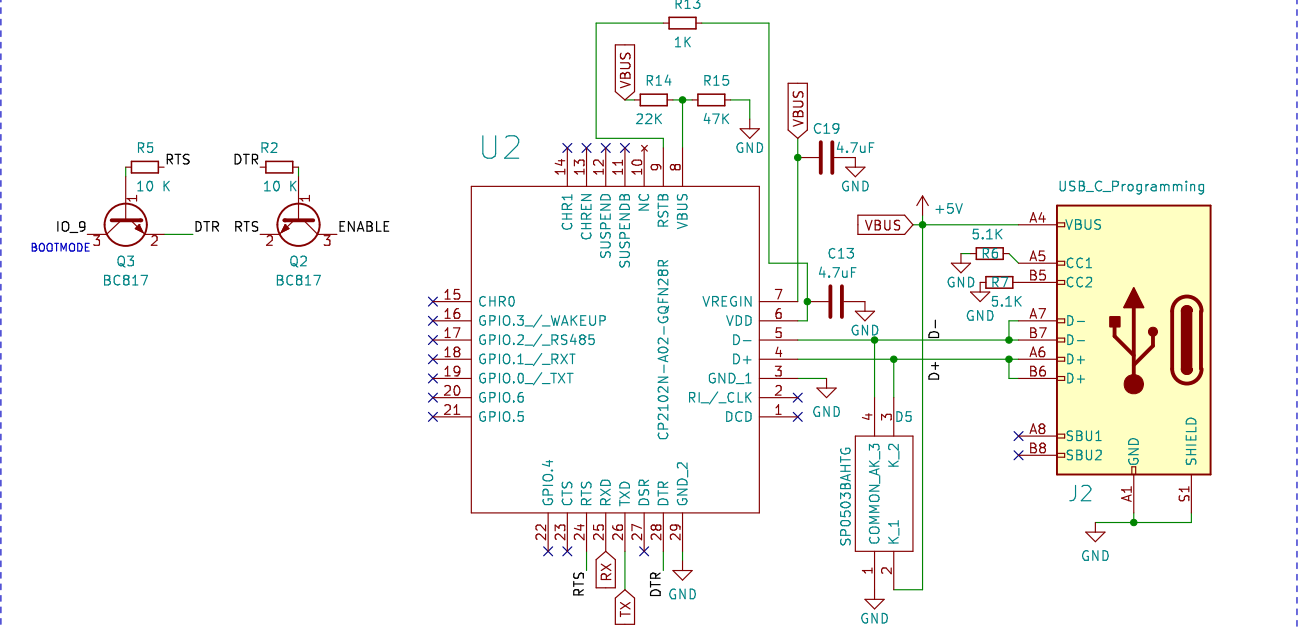 R13
1K
VBUS
R14
R15
22K
47K
GND
VBUS
C19
4.7uF
GND
R5
RTS
10 K
1
IO_9
BOOTMODE
3
2
DTR
Q3
BC817
DTR
R2
10 K
1
RTS
2
3
ENABLE
Q2
BC817
U2
14
13
12
11
10
9
8
CHR1
CHREN
SUSPEND
SUSPENDB
NC
RSTB
VBUS
CP2102N-A02-GQFN28R
15 CHR0
16 GPIO.3_/_WAKEUP
17 GPIO.2_/_RS485
18 GPIO.1_/_RXT
19 GPIO.0_/_TXT
20 GPIO.6
21 GPIO.5
VREGIN 7
VDD 6
D- 5
D+ 4
GND_1 3
RI_/_CLK 2
DCD 1
GPIO.4
CTS
RTS
RXD
TXD
DSR
DTR
GND_2
22
23
24
25
26
27
28
29
RTS
RX
TX
DTR
GND
C13
4.7uF
GND
GND
D-
D+
VBUS
+5V
4
3
D5
SP0503BAHTG
COMMON_AK_3
K_2
K_1
1
2
GND
USB_C_Programming
A4 VBUS
5.1K
R6
GND
A5 CC1
B5 CC2
R7
5.1K
GND
A7 D-
B7 D-
A6 D+
B6 D+
A8 SBU1
B8 SBU2
GND
SHIELD
J2
A1
S1
GND